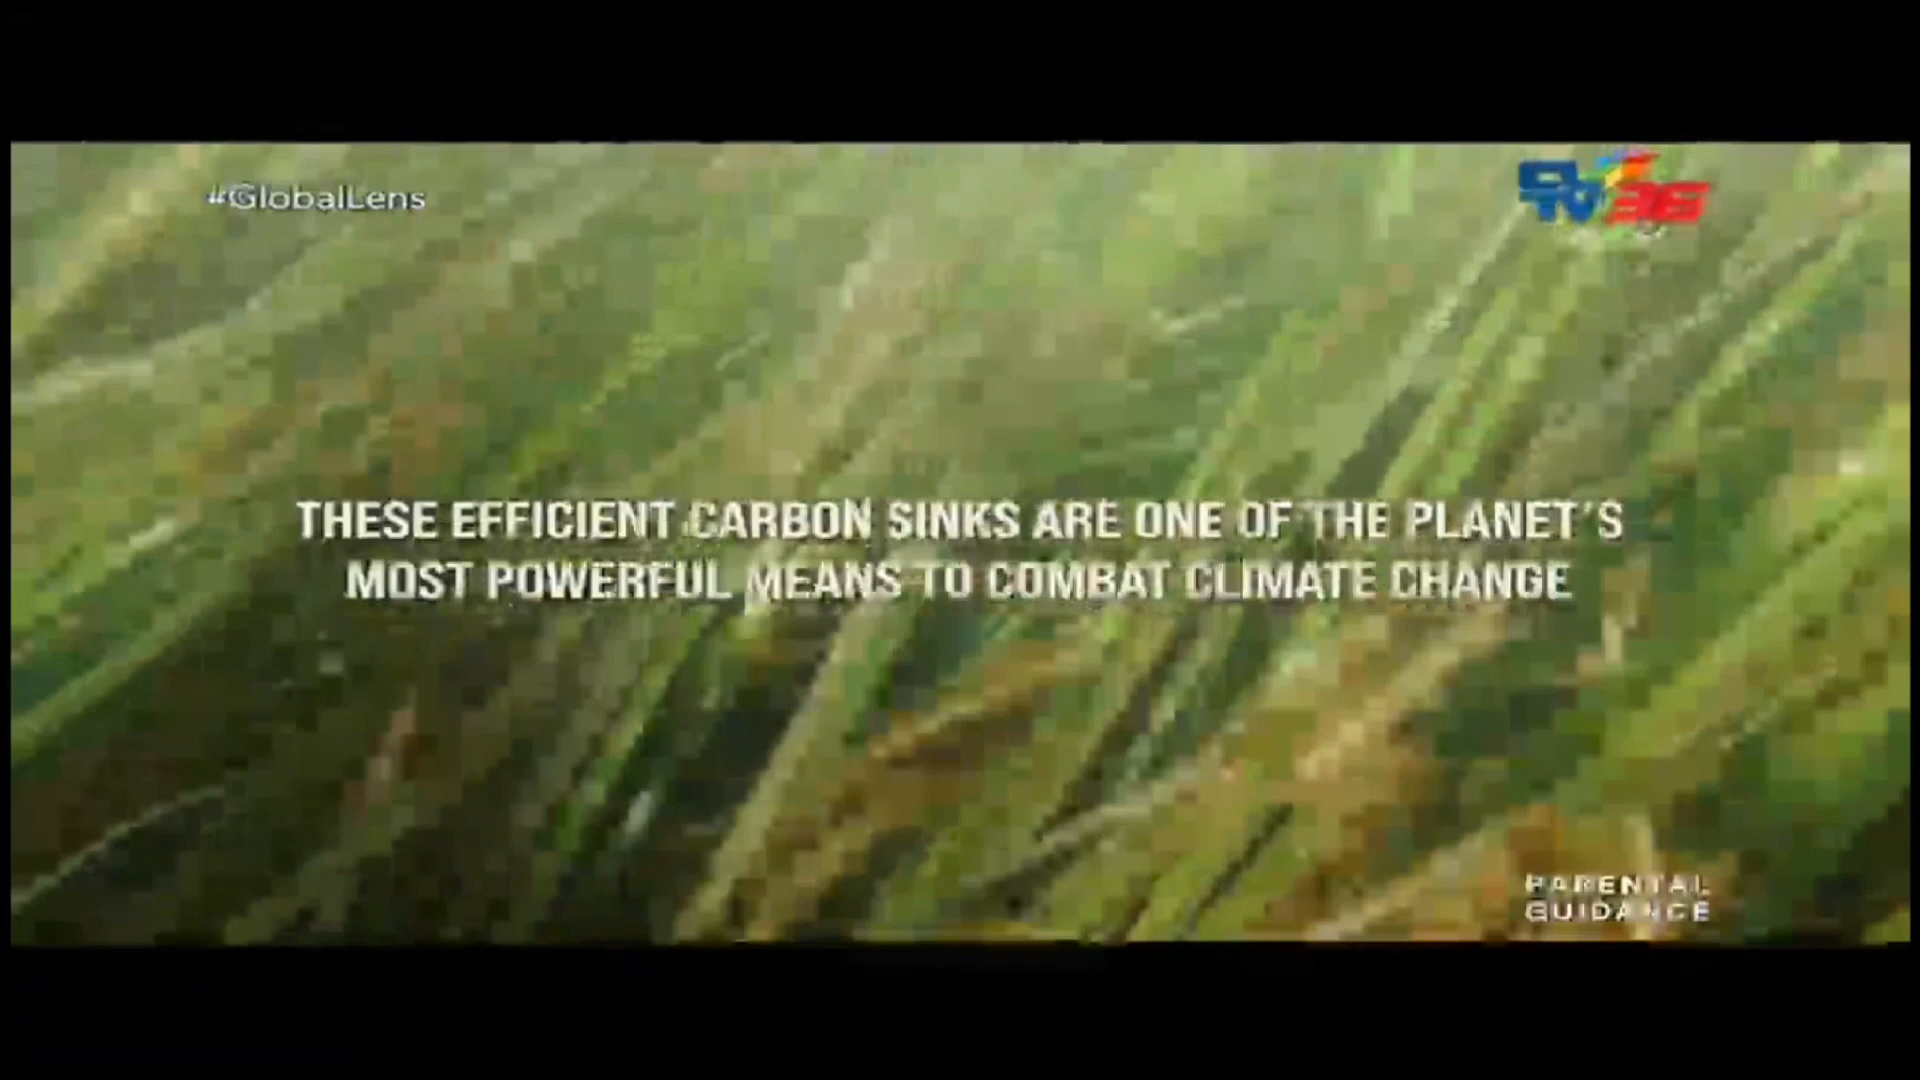 #GlobalLens
THESE EFFICIENT CARBON SINKS ARE ONE OF THE PLANET'S
MOST POWERFUL MEANS TO COMBAT CLIMATE CHANGE
PARENTAL
GUIDANCE